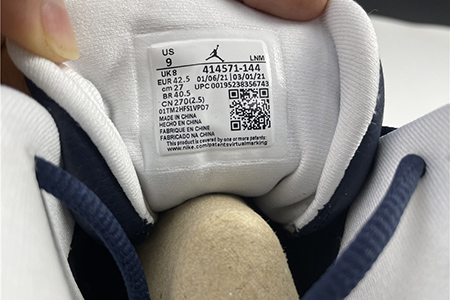 US
9 LNM
UK 8 414571-144
EUR 42.5 01/06/21 03/01/21
cm 27 UPC 00195238356743
BR 40.5
CN 270(2.5)
01TM2HFS1VPD7
MADE IN CHINA
HECHO EN CHINA
FABRIQUE EN CHINE
FABRICADO NA CHINA
This product is covered by one or more patents
www.nike.com/patentsvirtualmarking